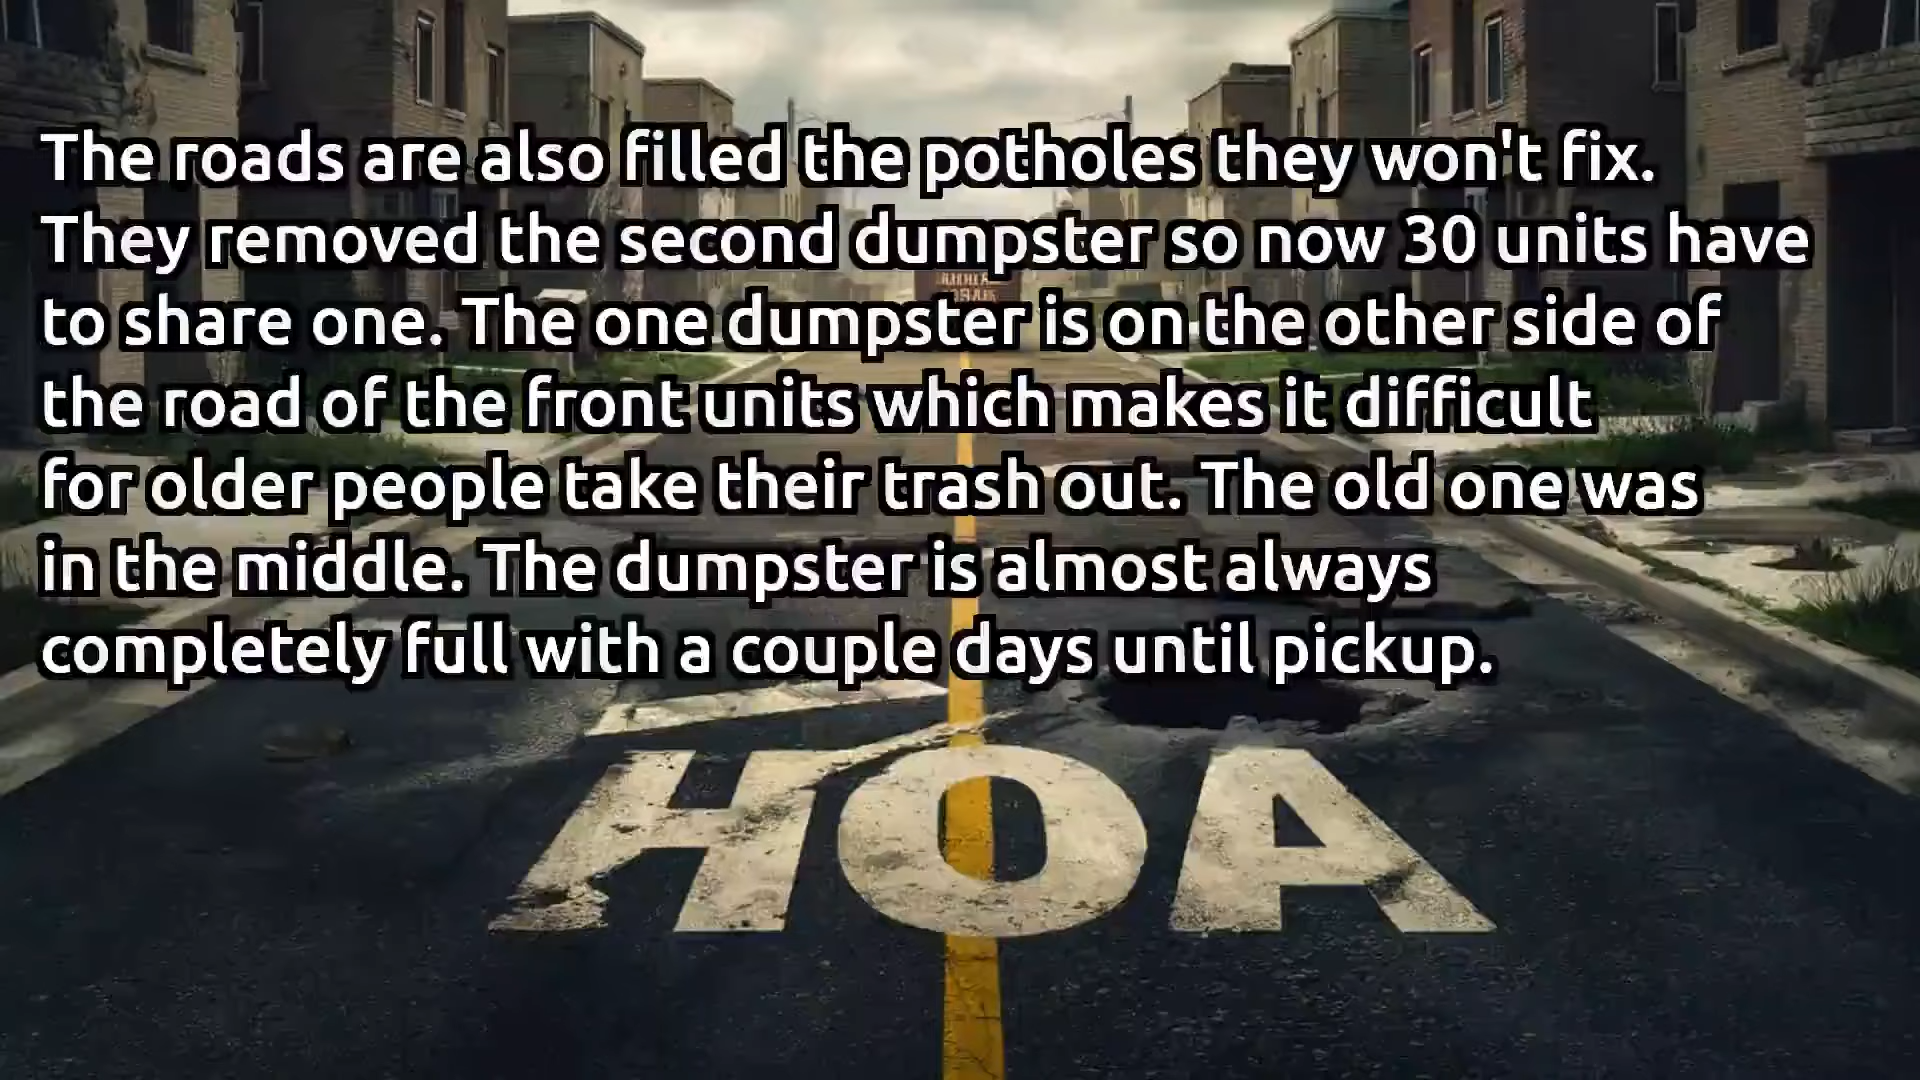 The roads are also filled the potholes they won't fix.
They removed the second dumpster so now 30 units have
to share one. The one dumpster is on the other side of
the road of the front units which makes it difficult
for older people take their trash out. The old one was
in the middle. The dumpster is almost always
completely full with a couple days until pickup.
HOA